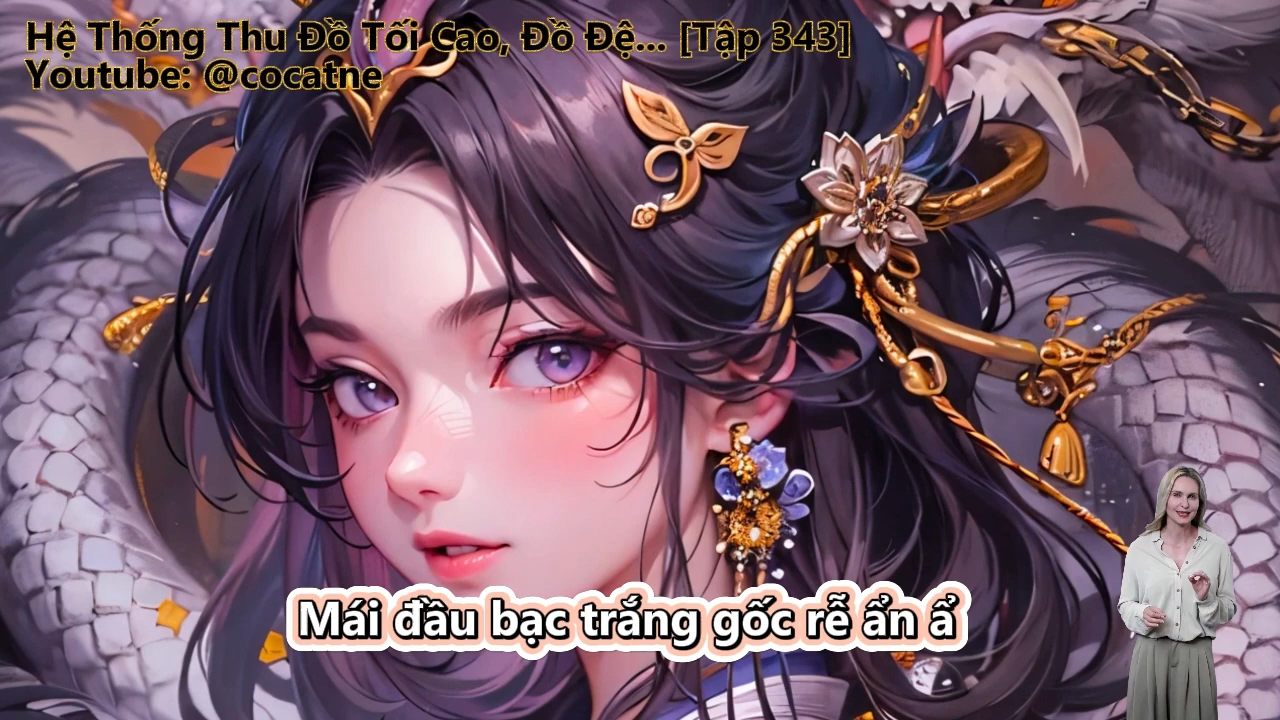 Hệ Thống Thu Đồ Tối Cao, Đồ Đệ... [Tập 343]
Youtube: @cocatne
Mái đầu bạc trắng gốc rễ ẩn ẩ